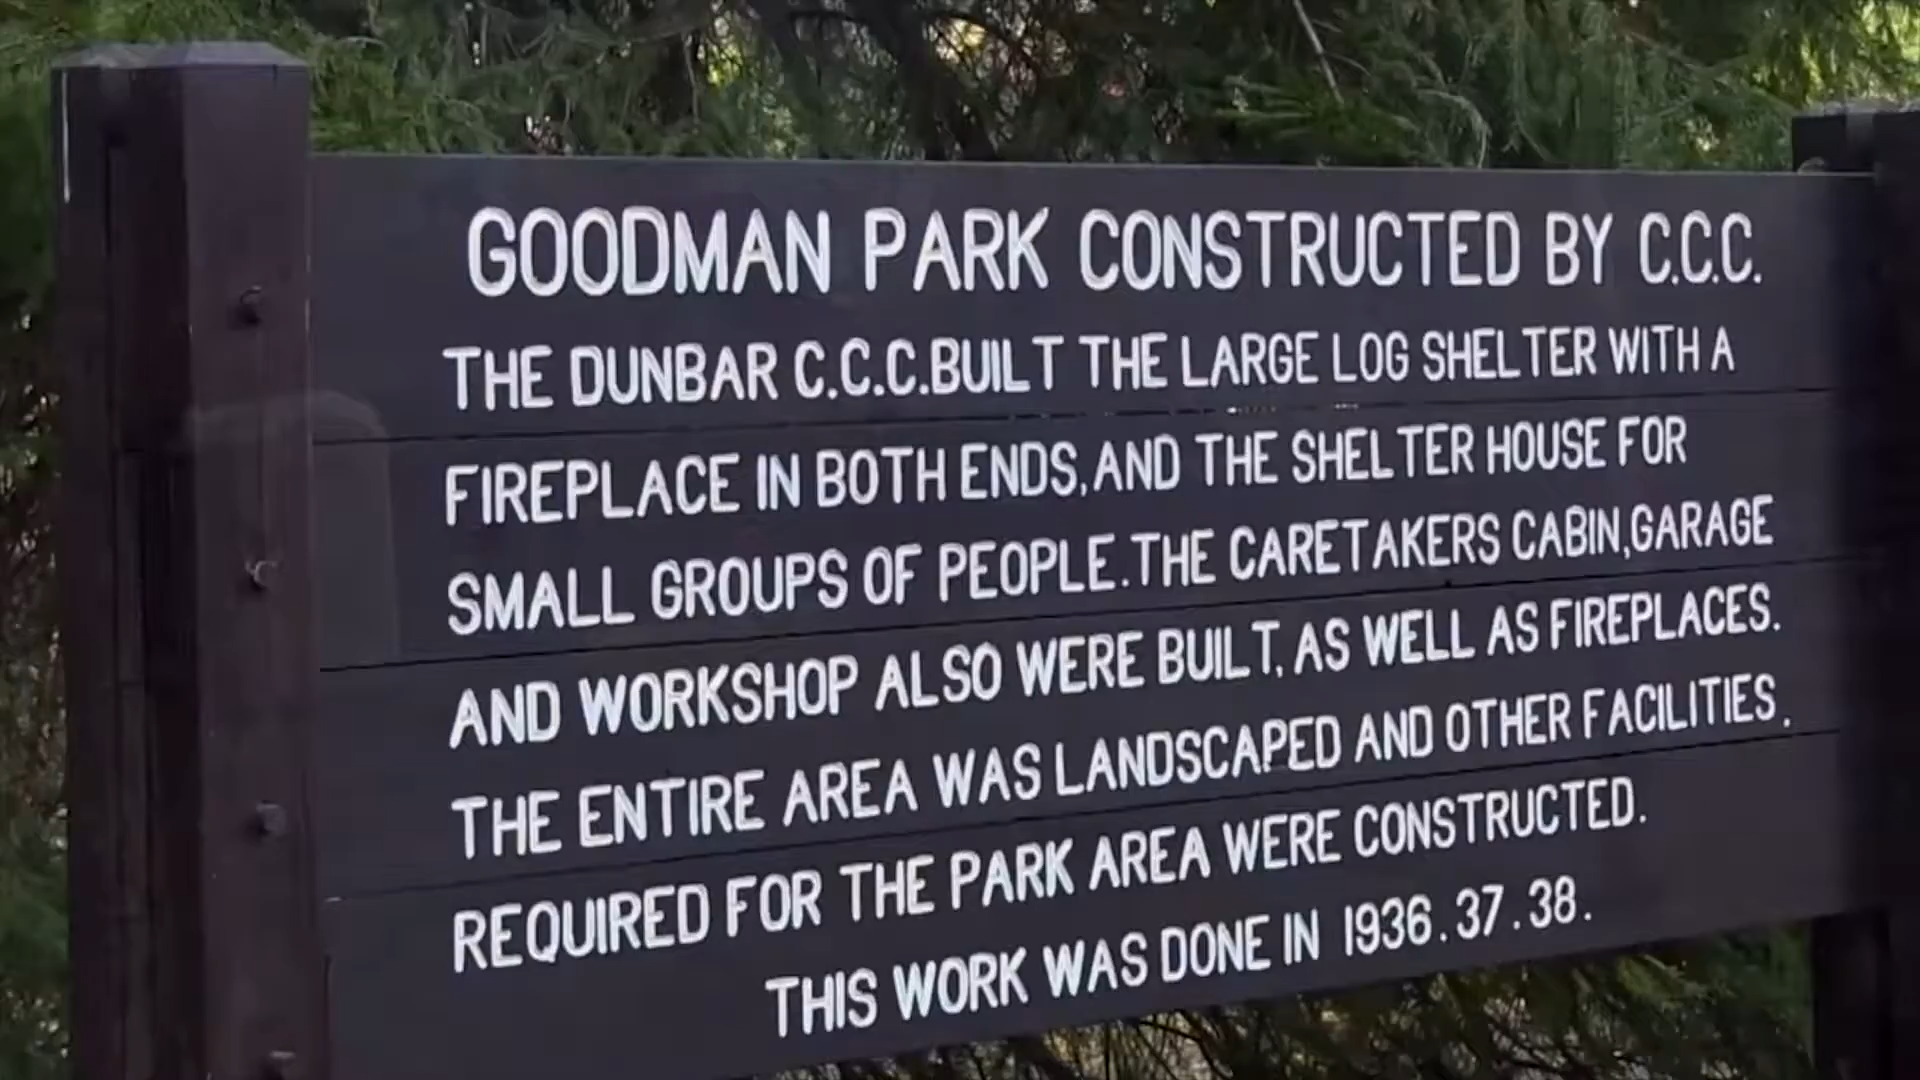 GOODMAN PARK CONSTRUCTED BY C.C.C.
THE DUNBAR C.C.C. BUILT THE LARGE LOG SHELTER WITH A
FIREPLACE IN BOTH ENDS, AND THE SHELTER HOUSE FOR
SMALL GROUPS OF PEOPLE. THE CARETAKERS CABIN, GARAGE
AND WORKSHOP ALSO WERE BUILT, AS WELL AS FIREPLACES.
THE ENTIRE AREA WAS LANDSCAPED AND OTHER FACILITIES.
REQUIRED FOR THE PARK AREA WERE CONSTRUCTED.
THIS WORK WAS DONE IN 1936.37.38.